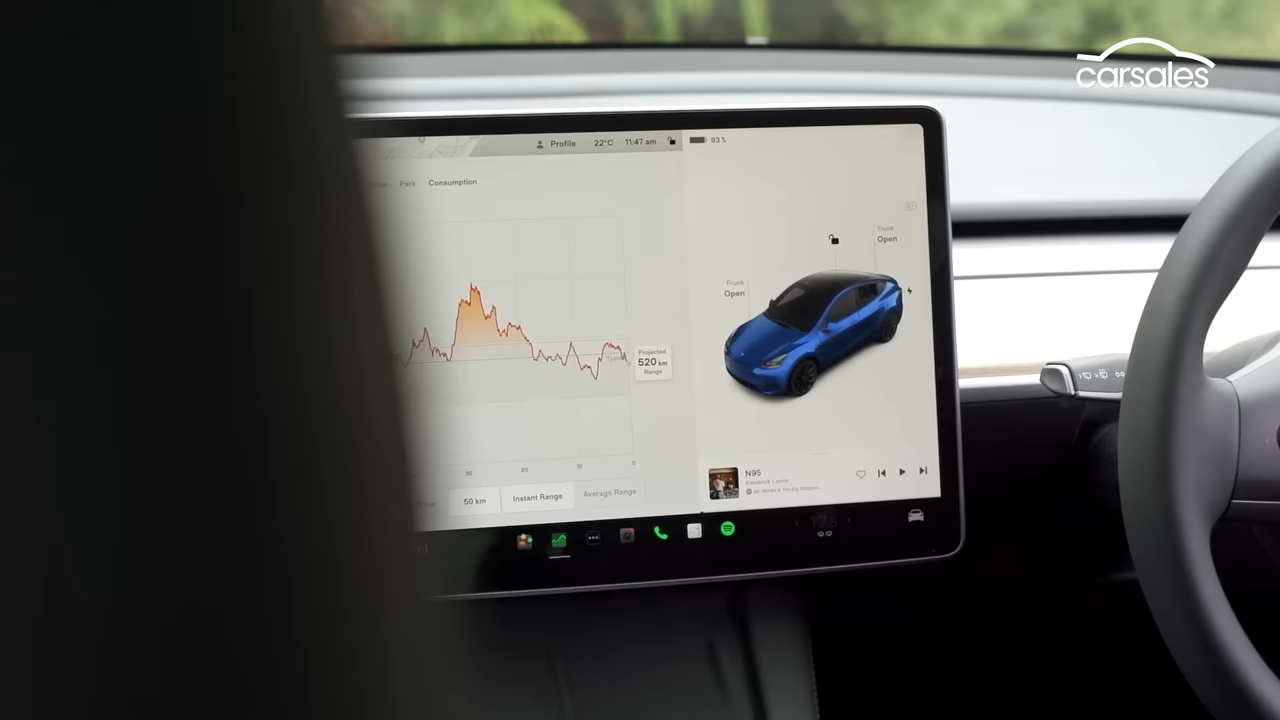 carsales
Profile 22°C 11:47 am
93 %
Park Consumption
Trunk
Open
Frunk
Open
Projected
520 km
Range
30 20 10 0
50 km Instant Range Average Range
N95
Kendrick Lamar